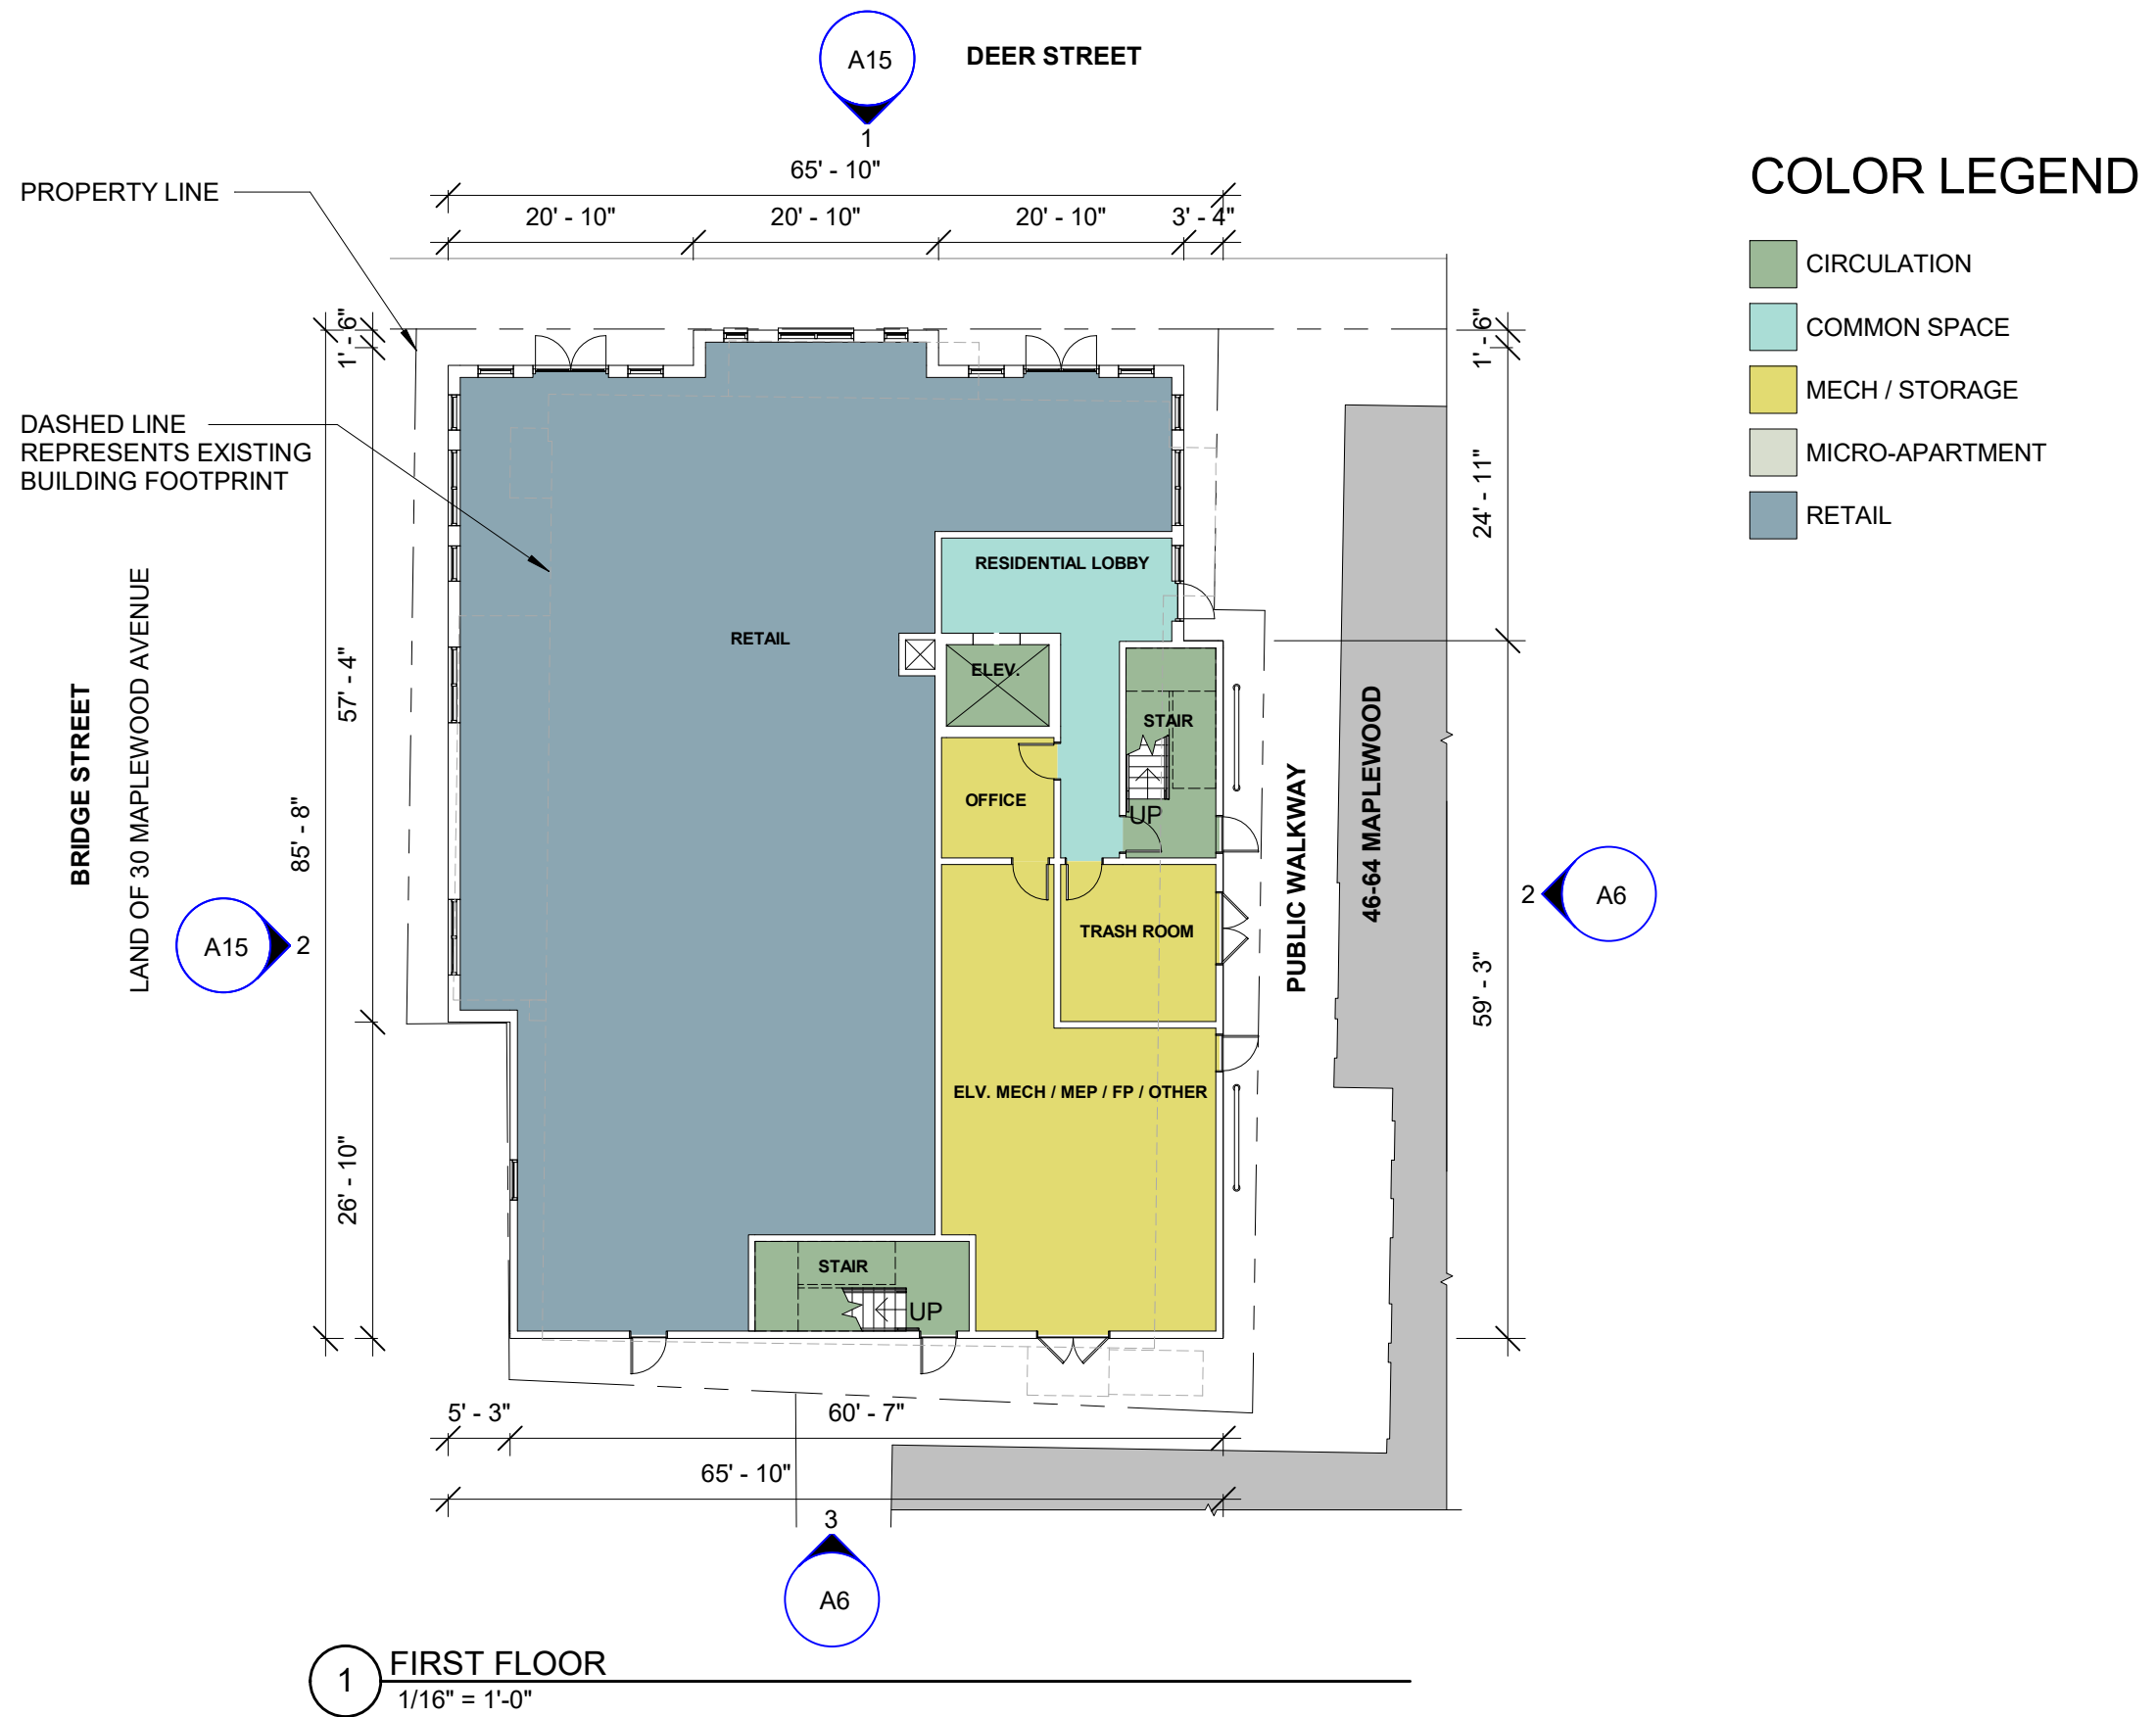 A15
DEER STREET
1
65' - 10"
20' - 10"
20' - 10"
20' - 10"
3' - 4"
PROPERTY LINE
DASHED LINE
REPRESENTS EXISTING
BUILDING FOOTPRINT
COLOR LEGEND
CIRCULATION
COMMON SPACE
MECH / STORAGE
MICRO-APARTMENT
RETAIL
1' - 6"
57' - 4"
85' - 8"
26' - 10"
BRIDGE STREET
LAND OF 30 MAPLEWOOD AVENUE
A15
2
RESIDENTIAL LOBBY
RETAIL
ELEV.
STAIR
UP
OFFICE
TRASH ROOM
ELV. MECH / MEP / FP / OTHER
STAIR
UP
PUBLIC WALKWAY
46-64 MAPLEWOOD
1' - 6"
24' - 11"
59' - 3"
2
A6
5' - 3"
60' - 7"
65' - 10"
3
A6
1
FIRST FLOOR
1/16" = 1'-0"